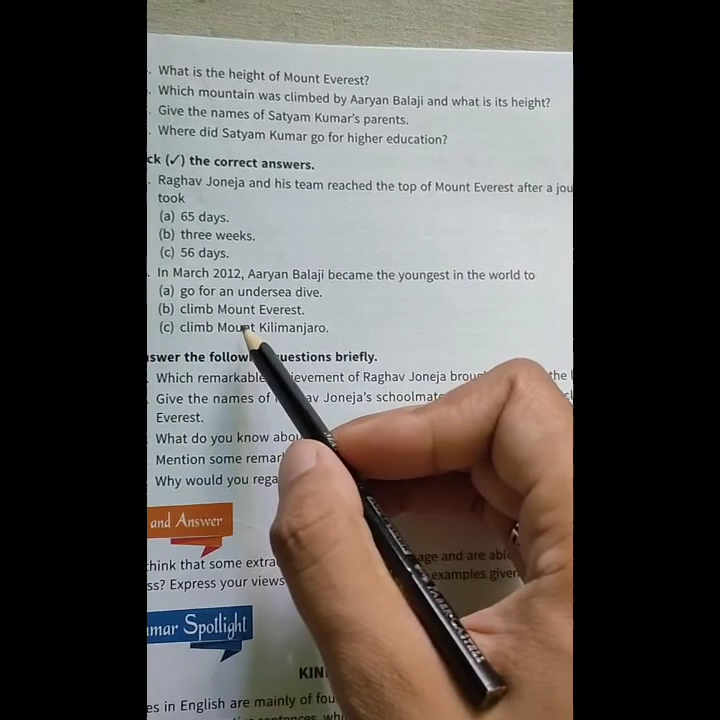 . What is the height of Mount Everest?
. Which mountain was climbed by Aaryan Balaji and what is its height?
. Give the names of Satyam Kumar's parents.
. Where did Satyam Kumar go for higher education?
ck (✓) the correct answers.
. Raghav Joneja and his team reached the top of Mount Everest after a jou
took
(a) 65 days.
(b) three weeks.
(c) 56 days.
. In March 2012, Aaryan Balaji became the youngest in the world to
(a) go for an undersea dive.
(b) climb Mount Everest.
(c) climb Mount Kilimanjaro.
swer the follow uestions briefly.
. Which remarkable ievement of Raghav Joneja brou the
. Give the names of av Joneja's schoolmat
Everest.
What do you know abou
Mention some remar
Why would you rega
and Answer
think that some extra age and are abl
ss? Express your views examples given
mar Spotlight
KIN
es in English are mainly of fou